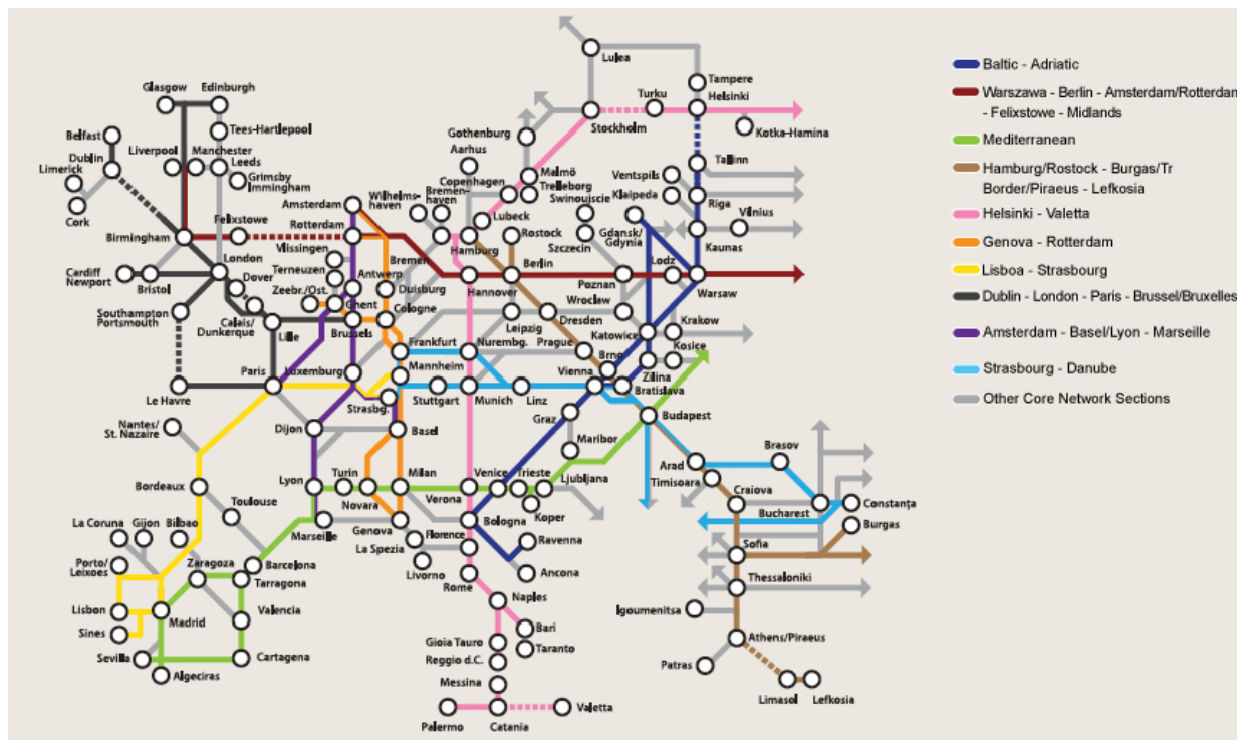 Lulea
Glasgow
Edinburgh
Tampere
Turku
Helsinki
Stockholm
Kotka-Hamina
Tees-Hartlepool
Belfast
Gothenburg
Dublin
Liverpool
Manchester
Leeds
Aarhus
Tallinn
Limerick
Grimsby
Immingham
Wilhelms-
haven
Bremen-
haven
Copenhagen
Malmö
Trelleborg
Ventspils
Klaipeda
Swinouiscie
Cork
Amsterdam
Felixstowe
Rotterdam
Lubeck
Rostock
Gdansk/
Gdynia
Riga
Vilnius
Birmingham
Vlissingen
Hamburg
Szczecin
Kaunas
London
Bremen
Berlin
Lodz
Cardiff
Newport
Bristol
Dover
Terneuzen
Antwerp
Duisburg
Hannover
Poznan
Warsaw
Zeebr./Ost.
Ghent
Wroclaw
Southampton
Portsmouth
Calais/
Dunkerque
Lille
Brussels
Cologne
Leipzig
Dresden
Katowice
Krakow
Frankfurt
Nurembg.
Prague
Brno
Kosice
Paris
Luxemburg
Mannheim
Vienna
Zilina
Bratislava
Le Havre
Strasbg.
Stuttgart
Munich
Linz
Nantes/
St. Nazaire
Dijon
Basel
Graz
Budapest
Maribor
Brasov
Bordeaux
Lyon
Turin
Milan
Venice
Trieste
Ljubljana
Arad
Timisoara
Toulouse
Novara
Verona
Koper
Craiova
Bucharest
Constanța
La Coruna
Gijon
Bilbao
Marseille
Genova
Bologna
Burgas
La Spezia
Florence
Ravenna
Sofia
Porto/
Leixoes
Zaragoza
Barcelona
Livorno
Ancona
Tarragona
Rome
Thessaloniki
Lisbon
Madrid
Valencia
Naples
Igoumenitsa
Sines
Bari
Gioia Tauro
Taranto
Athens/Piraeus
Sevilla
Cartagena
Reggio d.C.
Patras
Algeciras
Messina
Limasol
Lefkosia
Palermo
Catania
Valetta
Baltic - Adriatic
Warszawa - Berlin - Amsterdam/Rotterdam
- Felixstowe - Midlands
Mediterranean
Hamburg/Rostock - Burgas/Tr
Border/Piraeus - Lefkosia
Helsinki - Valetta
Genova - Rotterdam
Lisboa - Strasbourg
Dublin - London - Paris - Brussel/Bruxelles
Amsterdam - Basel/Lyon - Marseille
Strasbourg - Danube
Other Core Network Sections